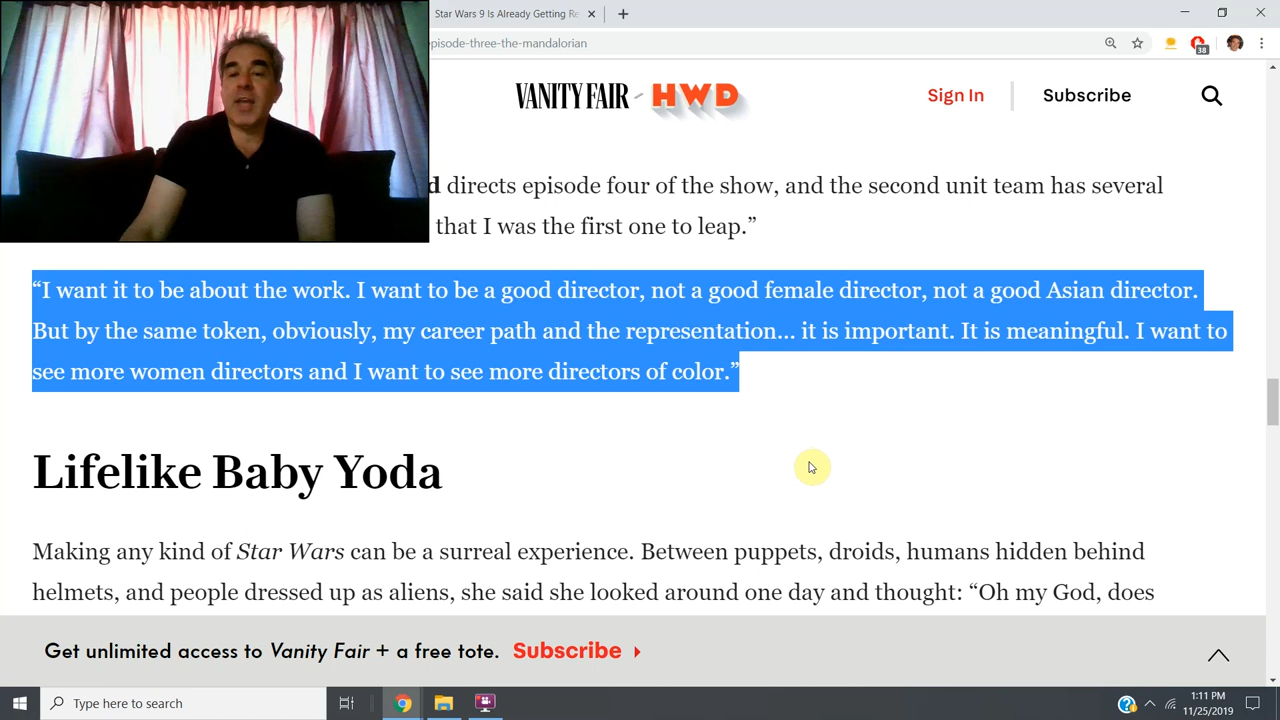 Star Wars 9 Is Already Getting Re
episode-three-the-mandalorian
38
VANITY FAIR - HWD
Sign In
Subscribe
d directs episode four of the show, and the second unit team has several
that I was the first one to leap.”
“I want it to be about the work. I want to be a good director, not a good female director, not a good Asian director.
But by the same token, obviously, my career path and the representation... it is important. It is meaningful. I want to
see more women directors and I want to see more directors of color.”
Lifelike Baby Yoda
Making any kind of Star Wars can be a surreal experience. Between puppets, droids, humans hidden behind
helmets, and people dressed up as aliens, she said she looked around one day and thought: “Oh my God, does
Get unlimited access to Vanity Fair + a free tote. Subscribe
Type here to search
1:11 PM
11/25/2019